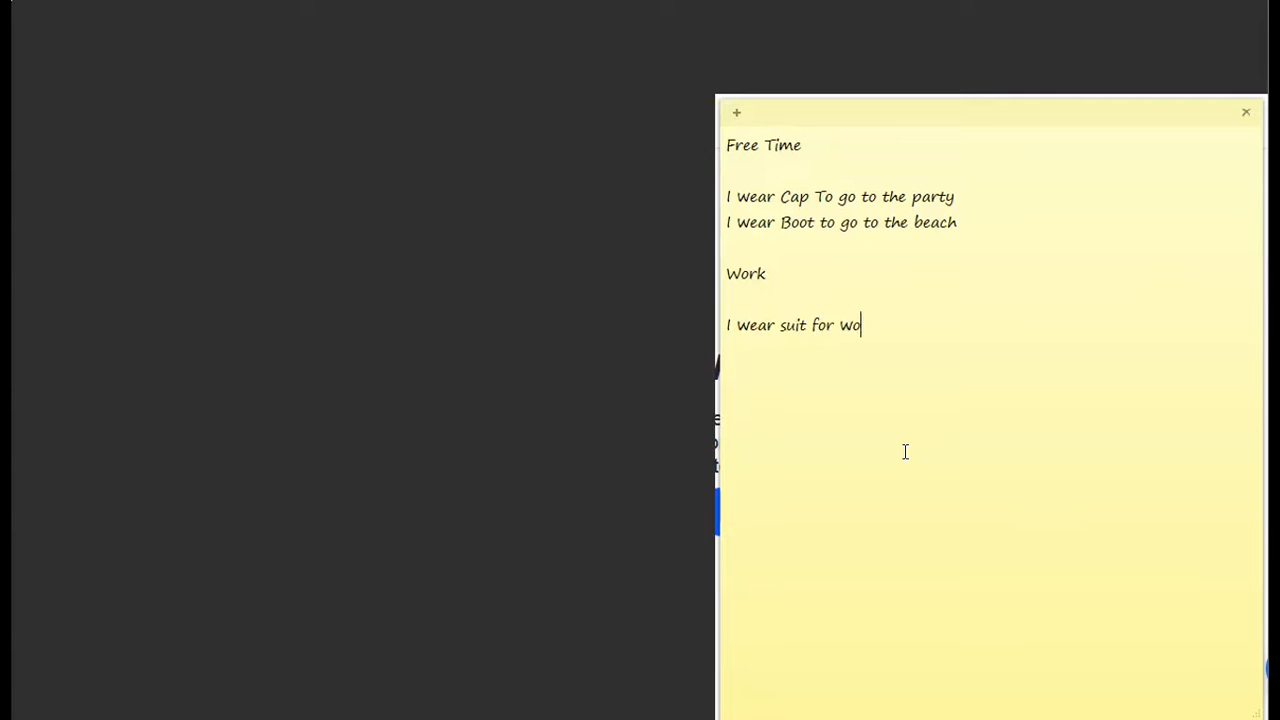 Free Time
I wear Cap To go to the party
I wear Boot to go to the beach
Work
I wear suit for wo